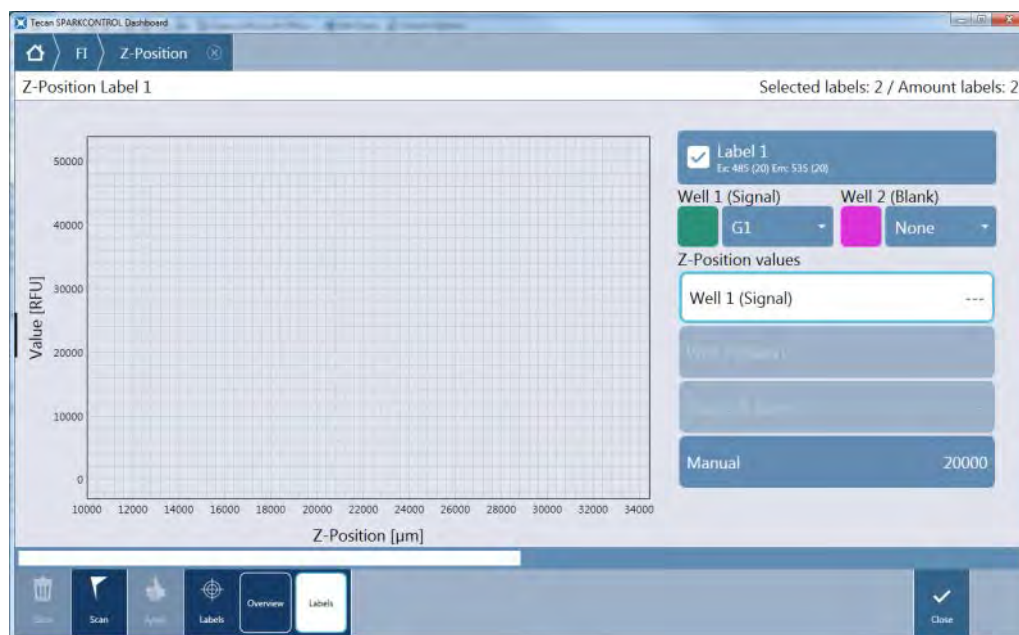 Tecan SPARKCONTROL Dashboard
FI
Z-Position
Z-Position Label 1
Selected labels: 2 / Amount labels: 2
Label 1
Ex: 485 (20) Em: 535 (20)
Well 1 (Signal)
Well 2 (Blank)
G1
None
Z-Position values
Well 1 (Signal) ---
Manual 20000
Value [RFU]
50000
40000
30000
20000
10000
0
10000 12000 14000 16000 18000 20000 22000 24000 26000 28000 30000 32000 34000
Z-Position [µm]
Scan
Labels
Overview
Labels
Close